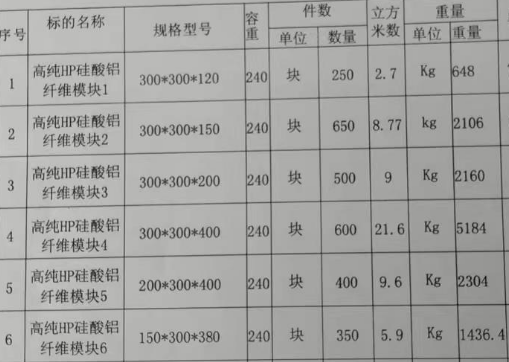 序号 标的名称 规格型号 容重 件数 立方米数 重量
单位 数量 单位 重量
1 高纯HP硅酸铝纤维模块1 300*300*120 240 块 250 2.7 Kg 648
2 高纯HP硅酸铝纤维模块2 300*300*150 240 块 650 8.77 kg 2106
3 高纯HP硅酸铝纤维模块3 300*300*200 240 块 500 9 Kg 2160
4 高纯HP硅酸铝纤维模块4 300*300*400 240 块 600 21.6 Kg 5184
5 高纯HP硅酸铝纤维模块5 200*300*400 240 块 400 9.6 Kg 2304
6 高纯HP硅酸铝纤维模块6 150*300*380 240 块 350 5.9 Kg 1436.4